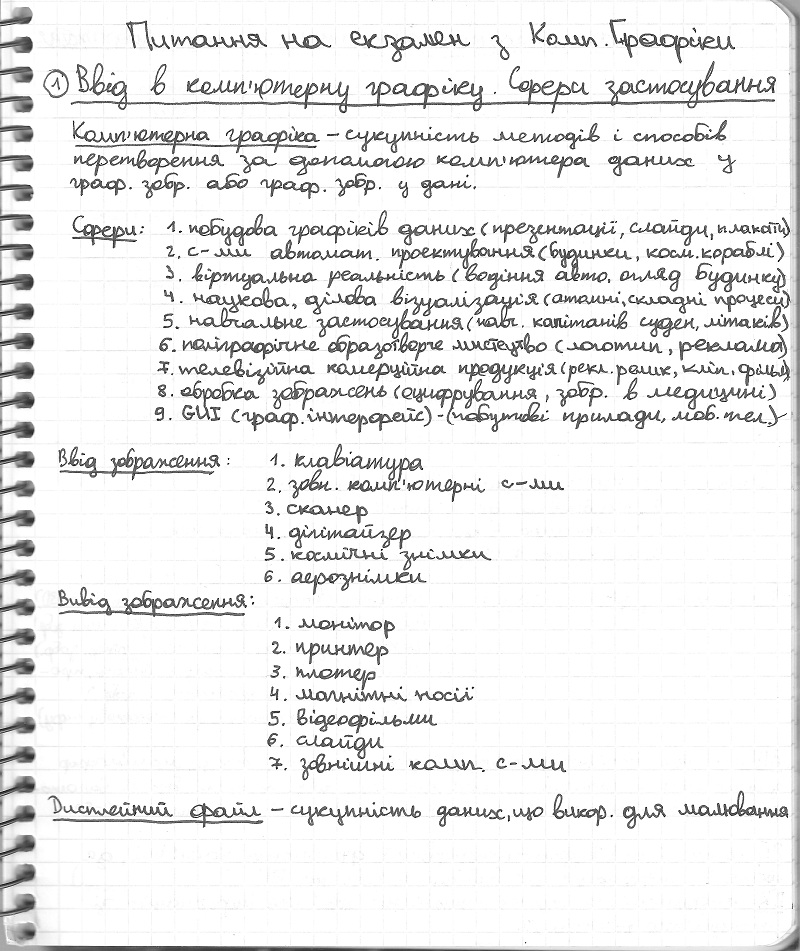 Питання на екзамен з Комп. Графіки
1 Ввід в комп'ютерну графіку. Сфери застосування
Комп'ютерна графіка – сукупність методів і способів
перетворення за допомогою комп'ютера даних у
граф. зобр. або граф. зобр. у дані.
Сфери: 1. побудова графіків даних (презентації, слайди, плакати)
2. с-ми автомат. проектування (будинки, косм. кораблі)
3. віртуальна реальність (водіння авто, огляд будинку)
4. наукова, ділова візуалізація (атомні, складні процеси)
5. навчальне застосування (навч. капітанів суден, літаків)
6. поліграфічне образотворче мистецтво (логотип, реклама)
7. телевізійна комерційна продукція (рекл. ролик, кліп, фільм)
8. обробка зображень (оцифрування, зобр. в медицині)
9. GUI (граф. інтерфейс) - (побутові прилади, моб. тел.)
Ввід зображення: 1. клавіатура
2. зовн. комп'ютерні с-ми
3. сканер
4. дігітайзер
5. космічні знімки
6. аерознімки
Вивід зображення:
1. монітор
2. принтер
3. плотер
4. магнітні носії
5. відеофільми
6. слайди
7. зовнішні комп. с-ми
Дисплейний файл – сукупність даних, що викор. для малювання